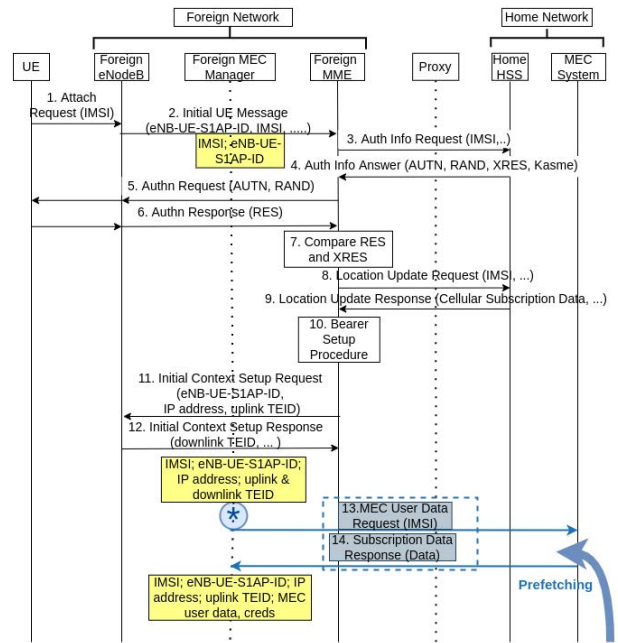 Foreign Network
Home Network
UE
Foreign
eNodeB
Foreign MEC
Manager
Foreign
MME
Proxy
Home
HSS
MEC
System
1. Attach
Request (IMSI)
2. Initial UE Message
(eNB-UE-S1AP-ID, IMSI, .....)
IMSI; eNB-UE-
S1AP-ID
3. Auth Info Request (IMSI,..)
4. Auth Info Answer (AUTN, RAND, XRES, Kasme)
5. Authn Request (AUTN, RAND)
6. Authn Response (RES)
7. Compare RES
and XRES
8. Location Update Request (IMSI, ...)
9. Location Update Response (Cellular Subscription Data, ...)
10. Bearer
Setup
Procedure
11. Initial Context Setup Request
(eNB-UE-S1AP-ID,
IP address, uplink TEID)
12. Initial Context Setup Response
(downlink TEID, ... )
IMSI; eNB-UE-S1AP-ID;
IP address; uplink &
downlink TEID
*
13.MEC User Data
Request (IMSI)
14. Subscription Data
Response (Data)
Prefetching
IMSI; eNB-UE-S1AP-ID; IP
address; uplink TEID; MEC
user data, creds